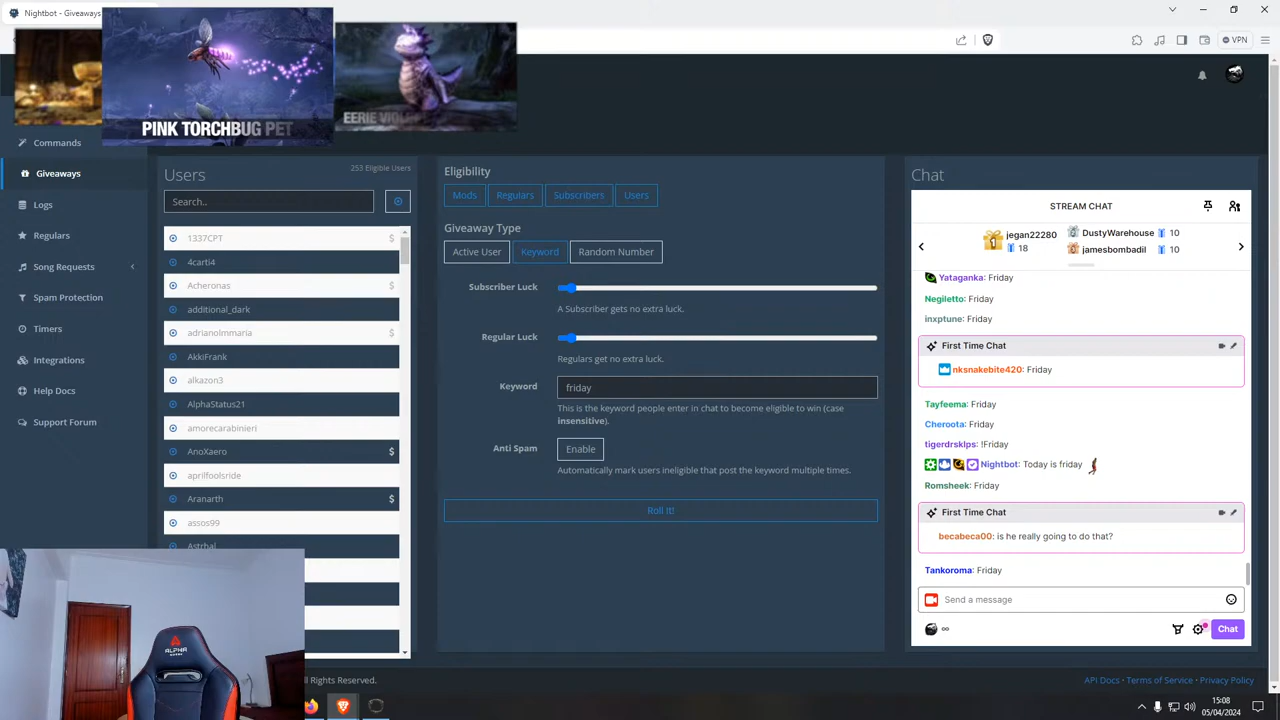 Nightbot - Giveaways
VPN
PINK TORCHBUG PET
EERIE
Commands
Giveaways
Logs
Regulars
Song Requests
Spam Protection
Timers
Integrations
Help Docs
Support Forum
Users
253 Eligible Users
Search..
1337CPT $
4carti4
Acheronas $
additional_dark
adrianoImmaria $
AkkiFrank
alkazon3
AlphaStatus21
amorecarabinieri
AnoXaero $
aprilfoolsride
Aranarth $
assos99
Astrhal
Eligibility
Mods Regulars Subscribers Users
Giveaway Type
Active User Keyword Random Number
Subscriber Luck
A Subscriber gets no extra luck.
Regular Luck
Regulars get no extra luck.
Keyword friday
This is the keyword people enter in chat to become eligible to win (case
insensitive).
Anti Spam Enable
Automatically mark users ineligible that post the keyword multiple times.
Roll It!
Chat
STREAM CHAT
1 jegan22280
18
DustyWarehouse 10
jamesbombadil 10
Yataganka: Friday
Negiletto: Friday
inxptune: Friday
First Time Chat
nksnakebite420: Friday
Tayfeema: Friday
Cheroota: Friday
tigerdrsklps: !Friday
Nightbot: Today is friday
Romsheek: Friday
First Time Chat
becabeca00: is he really going to do that?
Tankoroma: Friday
Send a message
∞
Chat
ALPHA
ll Rights Reserved.
API Docs • Terms of Service • Privacy Policy
15:08
05/04/2024